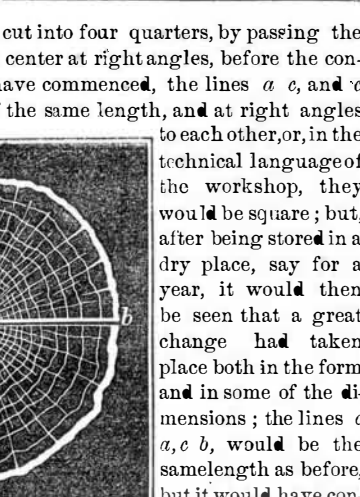 cut into four quarters, by passing the
center at right angles, before the con-
have commenced, the lines a c, and c
the same length, and at right angles
to each other, or, in the
technical language of
the workshop, they
would be square ; but,
after being stored in a
dry place, say for a
year, it would then
be seen that a great
change had taken
place both in the form
and in some of the di-
mensions ; the lines c
a, c b, would be the
same length as before,
but it would have con
b